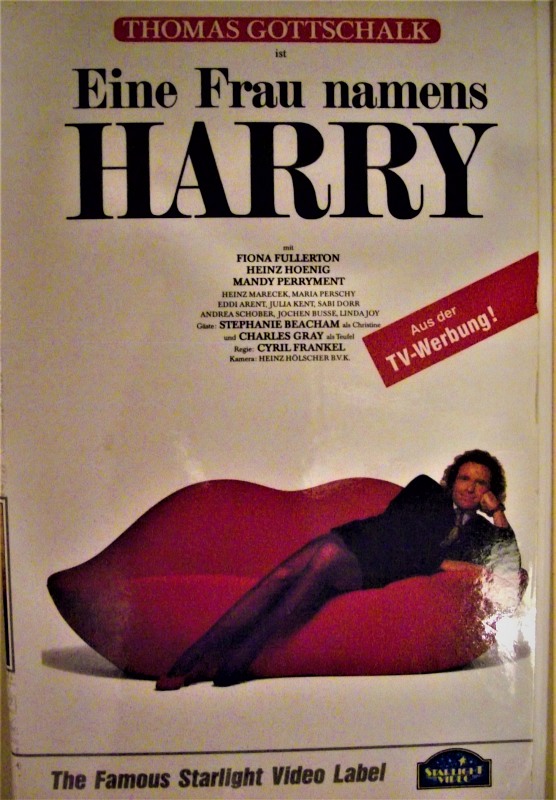 THOMAS GOTTSCHALK
ist
Eine Frau namens
HARRY
mit
FIONA FULLERTON
HEINZ HOENIG
MANDY PERRYMENT
HEINZ MARECEK, MARIA PERSCHY
EDDI ARENT, JULIA KENT, SABI DORR
ANDREA SCHOBER, JOCHEN BUSSE, LINDA JOY
Gäste: STEPHANIE BEACHAM als Christine
und CHARLES GRAY als Teufel
Regie: CYRIL FRANKEL
Kamera: HEINZ HÖLSCHER B.V.K.
Aus der
TV-Werbung!
The Famous Starlight Video Label
STARLIGHT
VIDEO